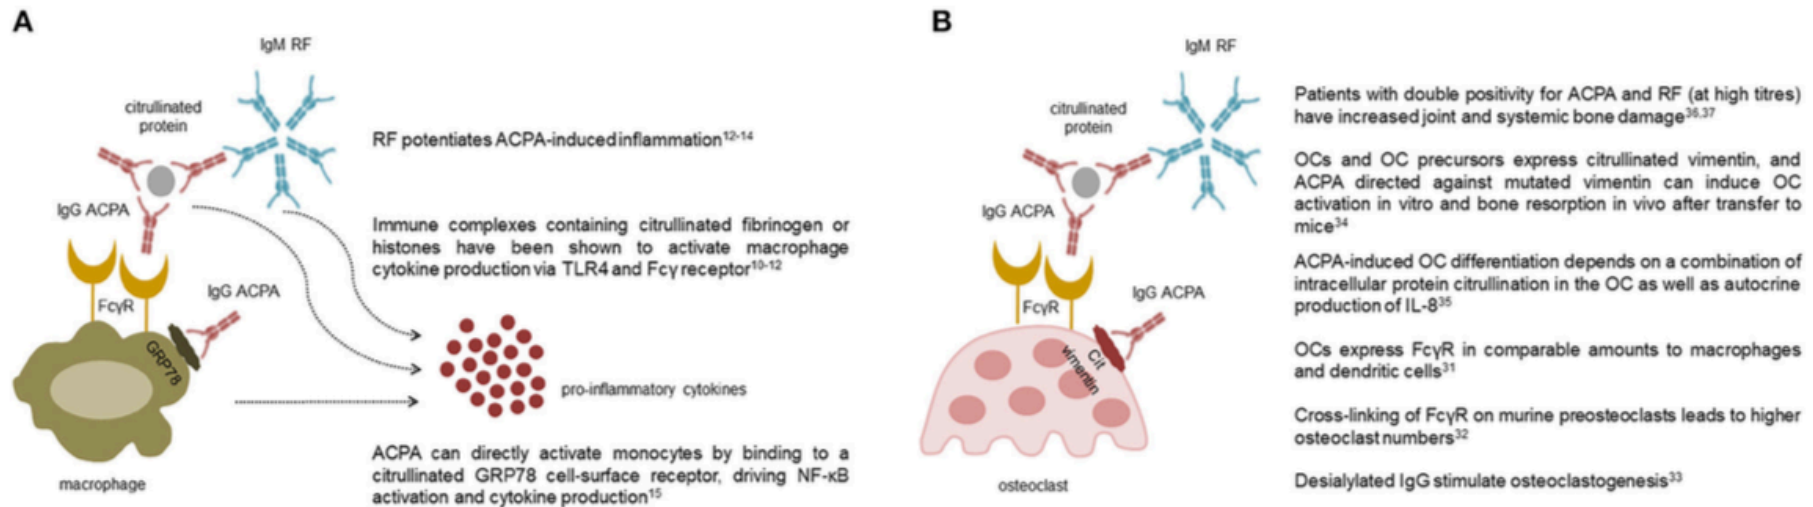 A
IgM RF
citrullinated
protein
RF potentiates ACPA-induced inflammation12-14
IgG ACPA
Immune complexes containing citrullinated fibrinogen or
histones have been shown to activate macrophage
cytokine production via TLR4 and Fcγ receptor10-12
FcγR
IgG ACPA
GRP78
pro-inflammatory cytokines
ACPA can directly activate monocytes by binding to a
citrullinated GRP78 cell-surface receptor, driving NF-κB
activation and cytokine production15
macrophage
B
IgM RF
citrullinated
protein
IgG ACPA
FcγR
IgG ACPA
Cit
vimentin
osteoclast
Patients with double positivity for ACPA and RF (at high titres)
have increased joint and systemic bone damage36,37
OCs and OC precursors express citrullinated vimentin, and
ACPA directed against mutated vimentin can induce OC
activation in vitro and bone resorption in vivo after transfer to
mice34
ACPA-induced OC differentiation depends on a combination of
intracellular protein citrullination in the OC as well as autocrine
production of IL-835
OCs express FcγR in comparable amounts to macrophages
and dendritic cells31
Cross-linking of FcγR on murine preosteoclasts leads to higher
osteoclast numbers32
Desialylated IgG stimulate osteoclastogenesis33